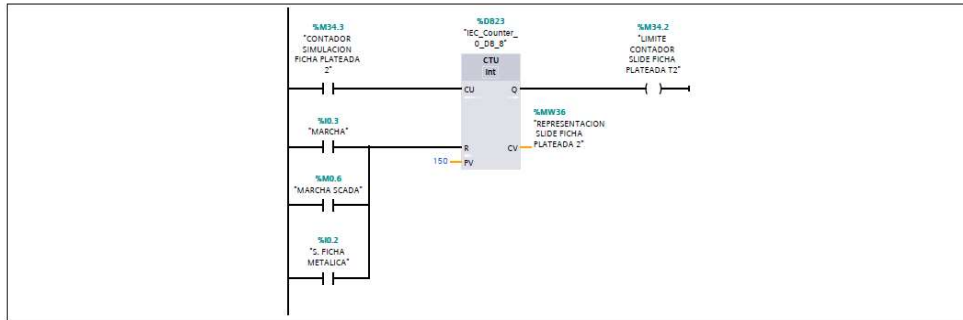 %M34.3
"CONTADOR
SIMULACION
FICHA PLATEADA
2"
%DB23
"IEC_Counter_
0_DB_8"
CTU
Int
CU
Q
%M34.2
"LIMITE
CONTADOR
SLIDE FICHA
PLATEADA T2"
%I0.3
"MARCHA"
R
150
PV
CV
%MW36
"REPRESENTACION
SLIDE FICHA
PLATEADA 2"
%M0.6
"MARCHA SCADA"
%I0.2
"S. FICHA
METALICA"